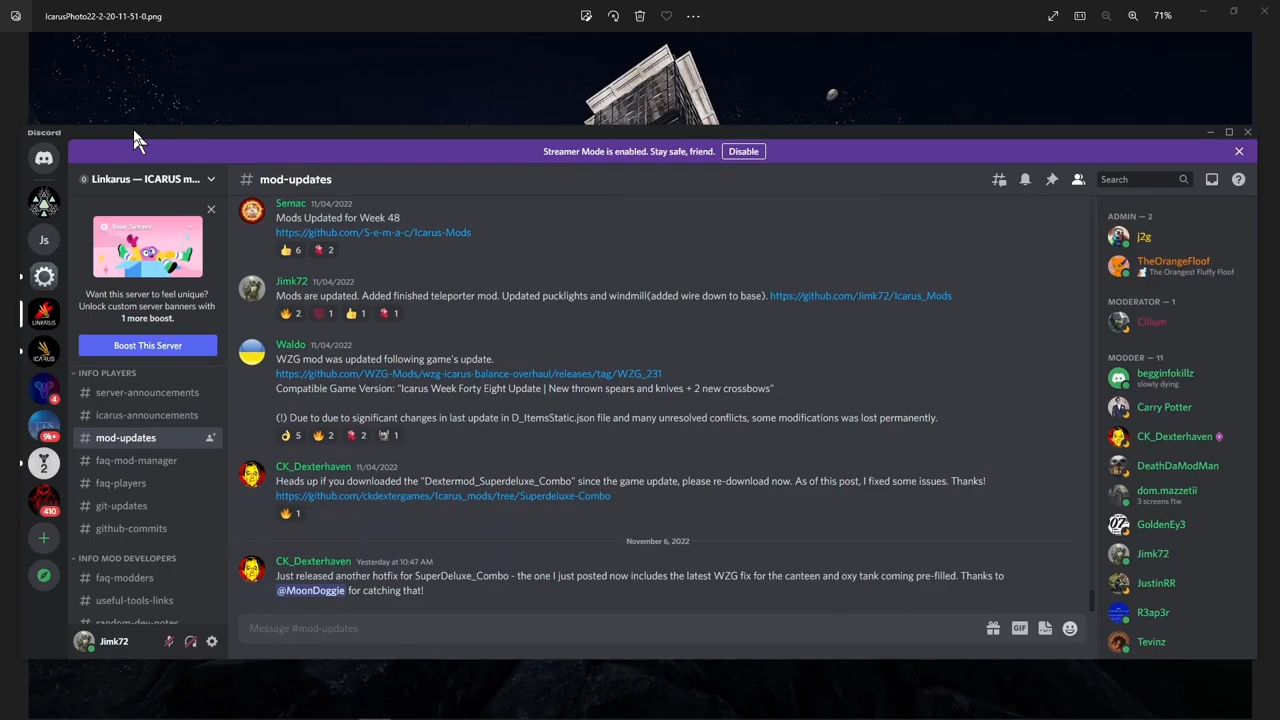 IcarusPhoto22-2-20-11-51-0.png
71%
Discord
Streamer Mode is enabled. Stay safe, friend.
Disable
Linkarus — ICARUS m...
mod-updates
Search
Your Server
Want this server to feel unique?
Unlock custom server banners with
1 more boost.
Boost This Server
INFO PLAYERS
server-announcements
icarus-announcements
mod-updates
faq-mod-manager
faq-players
git-updates
github-commits
INFO MOD DEVELOPERS
faq-modders
useful-tools-links
random-dev-notes
Jimk72
Js
LINKARUS
ICARUS
4
9k+
2
410
Semac 11/04/2022
Mods Updated for Week 48
https://github.com/S-e-m-a-c/Icarus-Mods
6 2
Jimk72 11/04/2022
Mods are updated. Added finished teleporter mod. Updated pucklights and windmill(added wire down to base). https://github.com/Jimk72/Icarus_Mods
2 1 1 1
Waldo 11/04/2022
WZG mod was updated following game's update.
https://github.com/WZG-Mods/wzg-icarus-balance-overhaul/releases/tag/WZG_231
Compatible Game Version: "Icarus Week Forty Eight Update | New thrown spears and knives + 2 new crossbows"
(!) Due to due to significant changes in last update in D_ItemsStatic.json file and many unresolved conflicts, some modifications was lost permanently.
5 2 2 1
CK_Dexterhaven 11/04/2022
Heads up if you downloaded the "Dextermod_Superdeluxe_Combo" since the game update, please re-download now. As of this post, I fixed some issues. Thanks!
https://github.com/ckdextergames/Icarus_mods/tree/Superdeluxe-Combo
1
November 6, 2022
CK_Dexterhaven Yesterday at 10:47 AM
Just released another hotfix for SuperDeluxe_Combo - the one I just posted now includes the latest WZG fix for the canteen and oxy tank coming pre-filled. Thanks to
@MoonDoggie for catching that!
Message #mod-updates
GIF
ADMIN — 2
j2g
TheOrangeFloof
The Orangest Fluffy Floof
MODERATOR — 1
Cilium
MODDER — 11
begginfokillz
slowly dying
Carry Potter
CK_Dexterhaven
DeathDaModMan
dom.mazzetii
3 screens ftw
GoldenEy3
Jimk72
JustinRR
R3ap3r
Tevinz